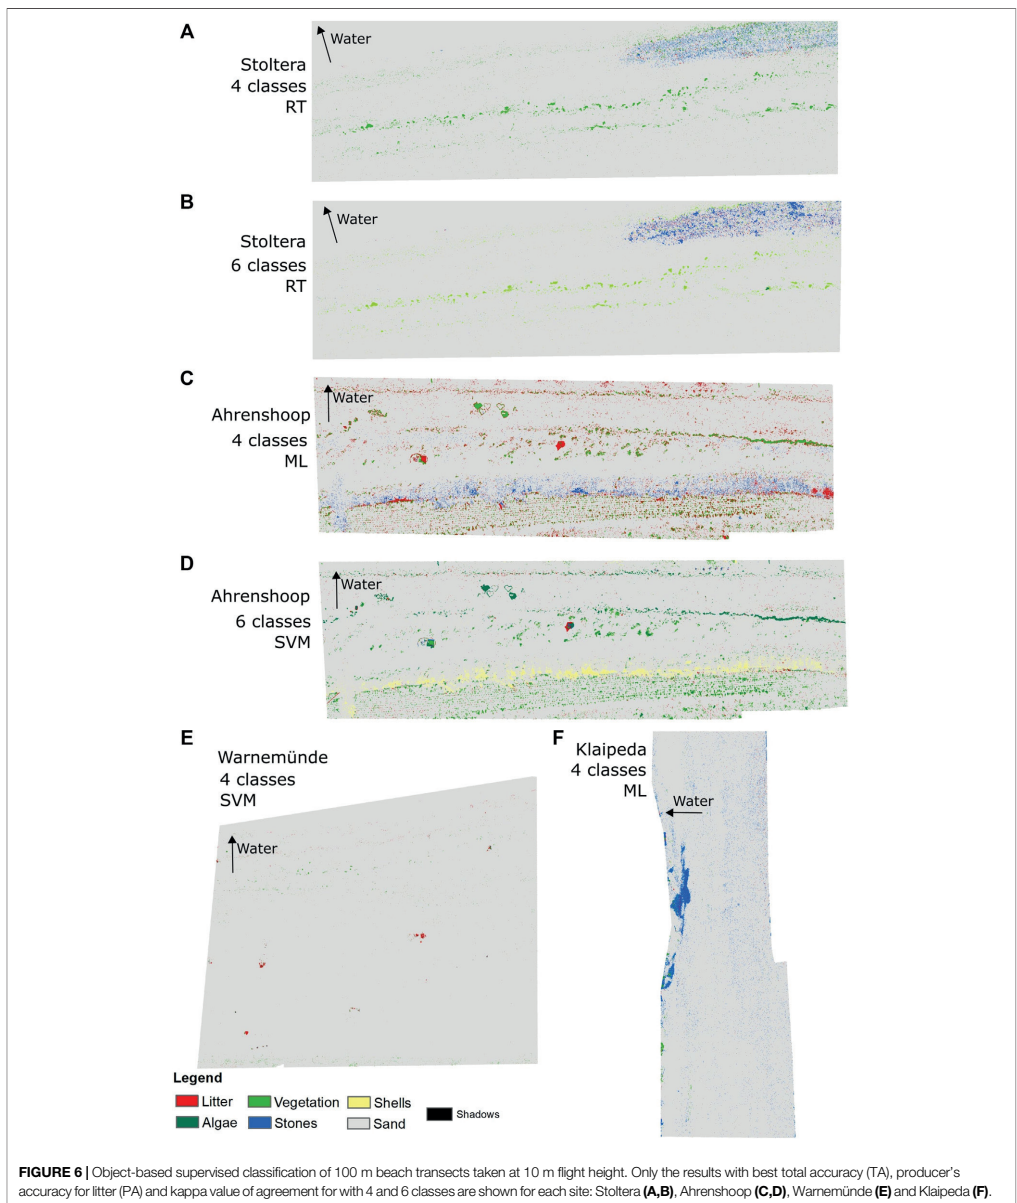 A
Water
Stoltera
4 classes
RT
B
Water
Stoltera
6 classes
RT
C
Water
Ahrenshoop
4 classes
ML
D
Water
Ahrenshoop
6 classes
SVM
E
Warnemünde
4 classes
SVM
Water
F
Klaipeda
4 classes
ML
Water
Legend
Litter
Vegetation
Shells
Shadows
Algae
Stones
Sand
FIGURE 6 | Object-based supervised classification of 100 m beach transects taken at 10 m flight height. Only the results with best total accuracy (TA), producer's
accuracy for litter (PA) and kappa value of agreement for with 4 and 6 classes are shown for each site: Stoltera (A,B), Ahrenshoop (C,D), Warnemünde (E) and Klaipeda (F).